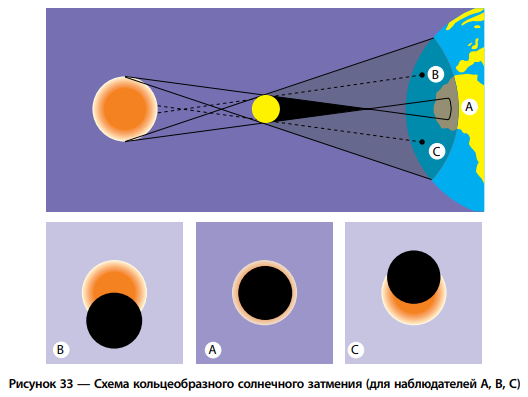 B
A
C
B
A
C
Рисунок 33 — Схема кольцеобразного солнечного затмения (для наблюдателей А, В, С)